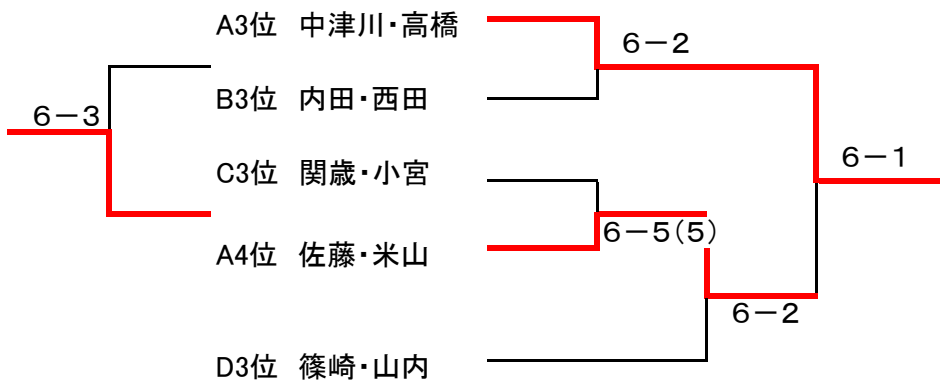 A3位 中津川・高橋
6－2
B3位 内田・西田
6－3
6－1
C3位 関歳・小宮
6－5(5)
A4位 佐藤・米山
6－2
D3位 篠崎・山内